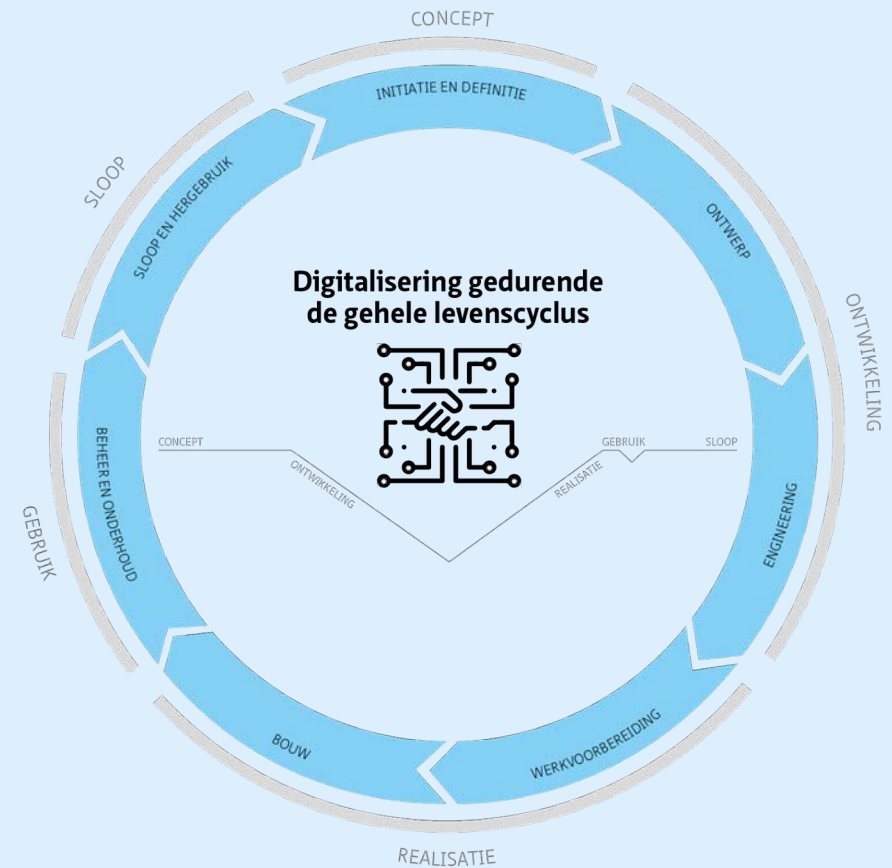 CONCEPT
INITIATIE EN DEFINITIE
SLOOP
SLOOP EN HERGEBRUIK
ONTWERP
Digitalisering gedurende
de gehele levenscyclus
ONTWIKKELING
CONCEPT
ONTWIKKELING
REALISATIE
GEBRUIK
SLOOP
BEHEER EN ONDERHOUD
ENGINEERING
GEBRUIK
BOUW
WERKVOORBEREIDING
REALISATIE